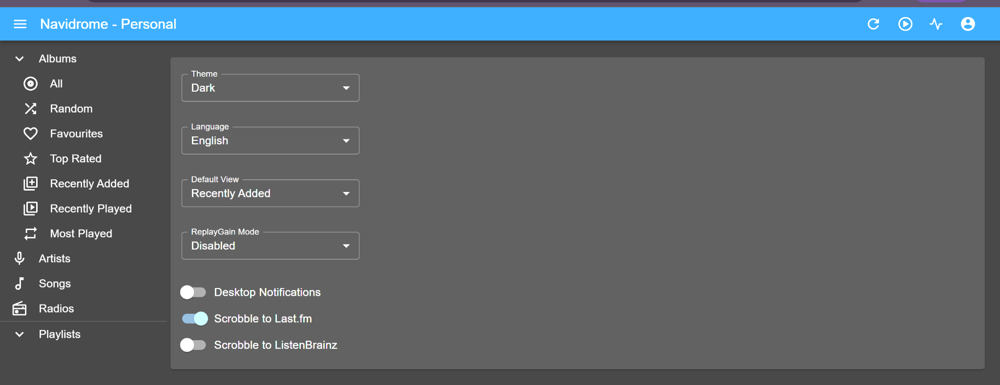 Navidrome - Personal
Albums
All
Random
Favourites
Top Rated
Recently Added
Recently Played
Most Played
Artists
Songs
Radios
Playlists
Theme
Dark
Language
English
Default View
Recently Added
ReplayGain Mode
Disabled
Desktop Notifications
Scrobble to Last.fm
Scrobble to ListenBrainz